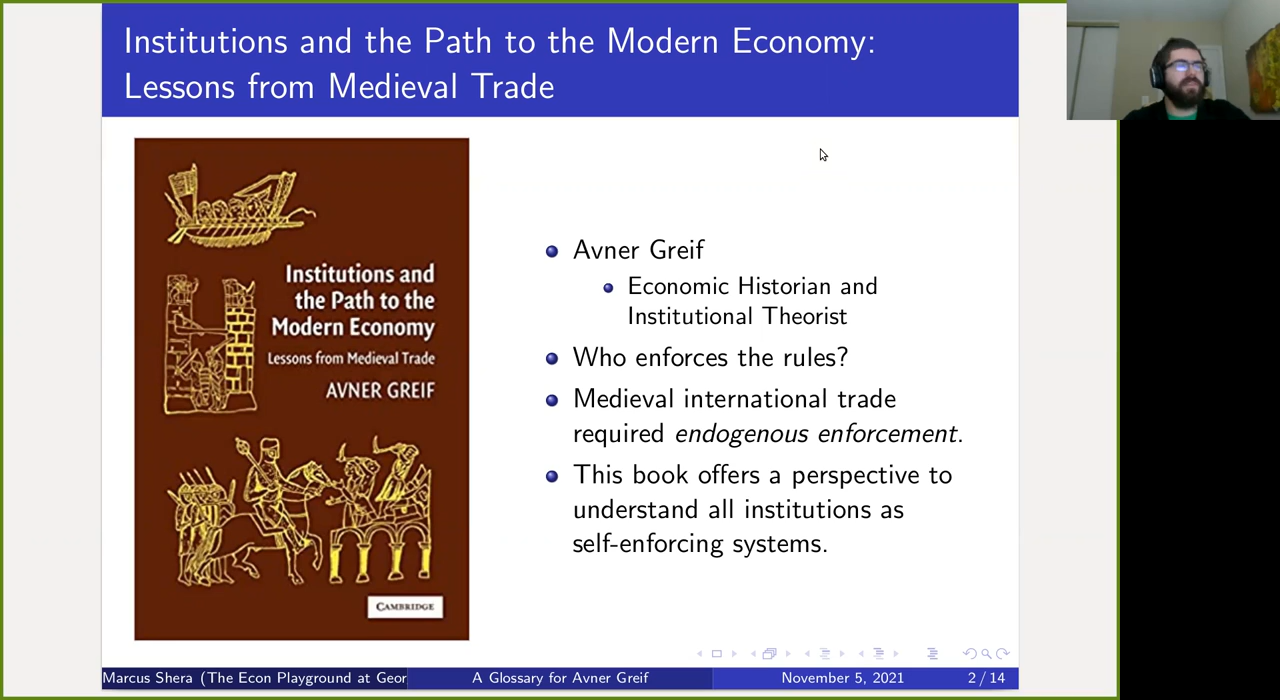 Institutions and the Path to the Modern Economy:
Lessons from Medieval Trade
Institutions and
the Path to the
Modern Economy
Lessons from Medieval Trade
AVNER GREIF
CAMBRIDGE
Avner Greif
Economic Historian and
Institutional Theorist
Who enforces the rules?
Medieval international trade
required endogenous enforcement.
This book offers a perspective to
understand all institutions as
self-enforcing systems.
Marcus Shera (The Econ Playground at Geor
A Glossary for Avner Greif
November 5, 2021
2 / 14